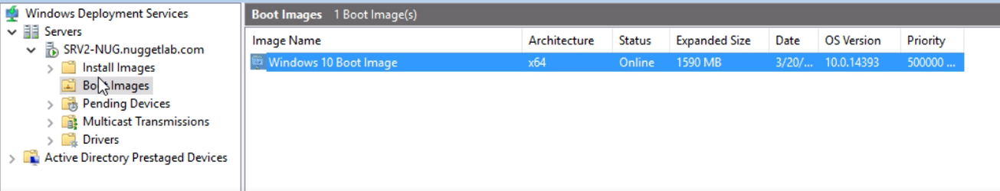 Windows Deployment Services
Servers
SRV2-NUG.nuggetlab.com
Install Images
Boot Images
Pending Devices
Multicast Transmissions
Drivers
Active Directory Prestaged Devices
Boot Images 1 Boot Image(s)
Image Name Architecture Status Expanded Size Date OS Version Priority
Windows 10 Boot Image x64 Online 1590 MB 3/20/... 10.0.14393 500000 ...